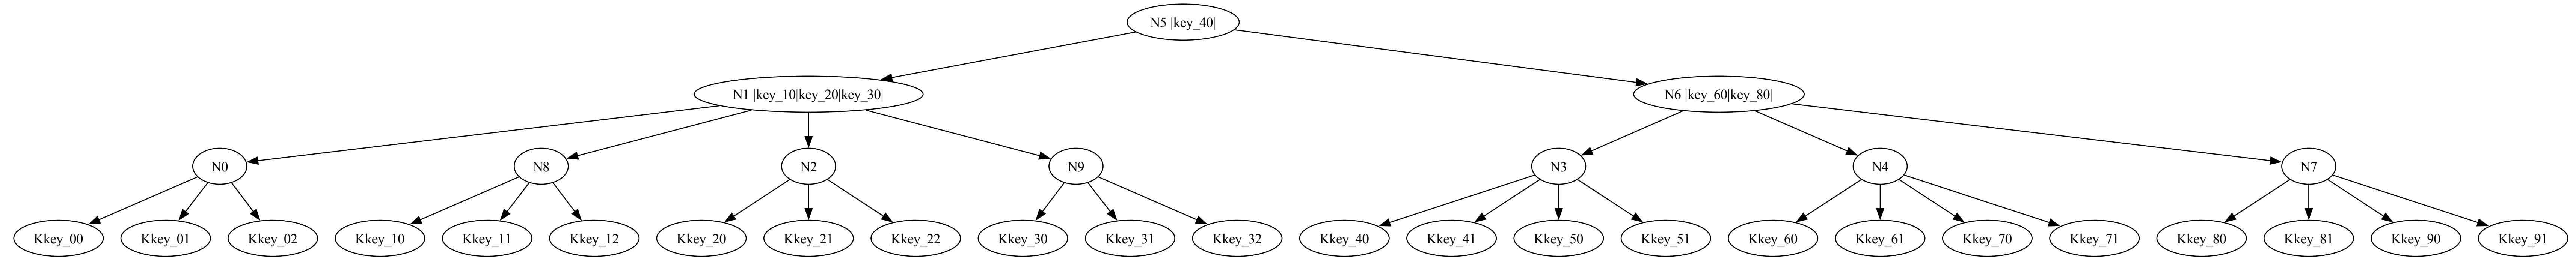 N5 |key_40|
N1 |key_10|key_20|key_30|
N6 |key_60|key_80|
N0
N8
N2
N9
N3
N4
N7
Kkey_00
Kkey_01
Kkey_02
Kkey_10
Kkey_11
Kkey_12
Kkey_20
Kkey_21
Kkey_22
Kkey_30
Kkey_31
Kkey_32
Kkey_40
Kkey_41
Kkey_50
Kkey_51
Kkey_60
Kkey_61
Kkey_70
Kkey_71
Kkey_80
Kkey_81
Kkey_90
Kkey_91